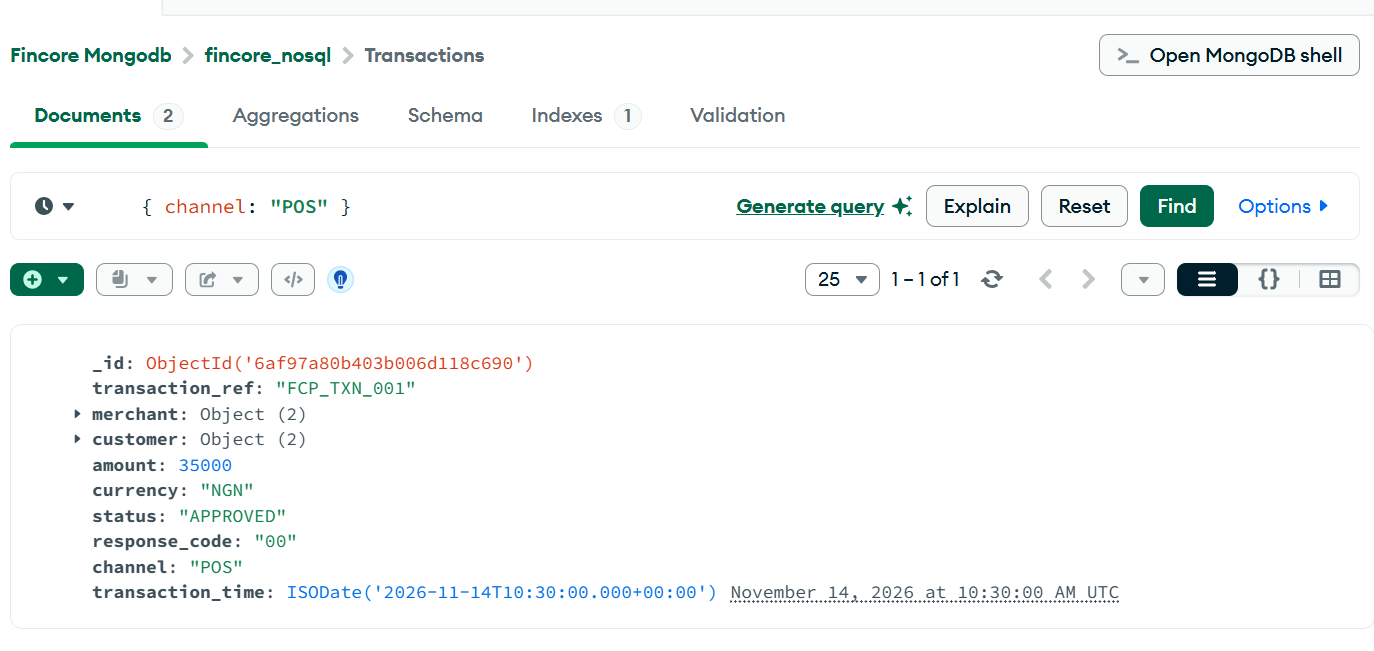 Fincore Mongodb > fincore_nosql > Transactions
>_ Open MongoDB shell
Documents 2 Aggregations Schema Indexes 1 Validation
{ channel: "POS" } Generate query Explain Reset Find Options
25 1 – 1 of 1 {}
_id: ObjectId('6af97a80b403b006d118c690')
transaction_ref: "FCP_TXN_001"
merchant: Object (2)
customer: Object (2)
amount: 35000
currency: "NGN"
status: "APPROVED"
response_code: "00"
channel: "POS"
transaction_time: ISODate('2026-11-14T10:30:00.000+00:00') November 14, 2026 at 10:30:00 AM UTC